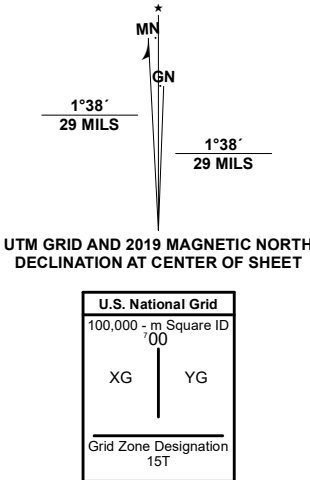 ★
MN
GN
1°38´
29 MILS
1°38´
29 MILS
UTM GRID AND 2019 MAGNETIC NORTH
DECLINATION AT CENTER OF SHEET
U.S. National Grid
100,000 - m Square ID
⁷00
XG YG
Grid Zone Designation
15T